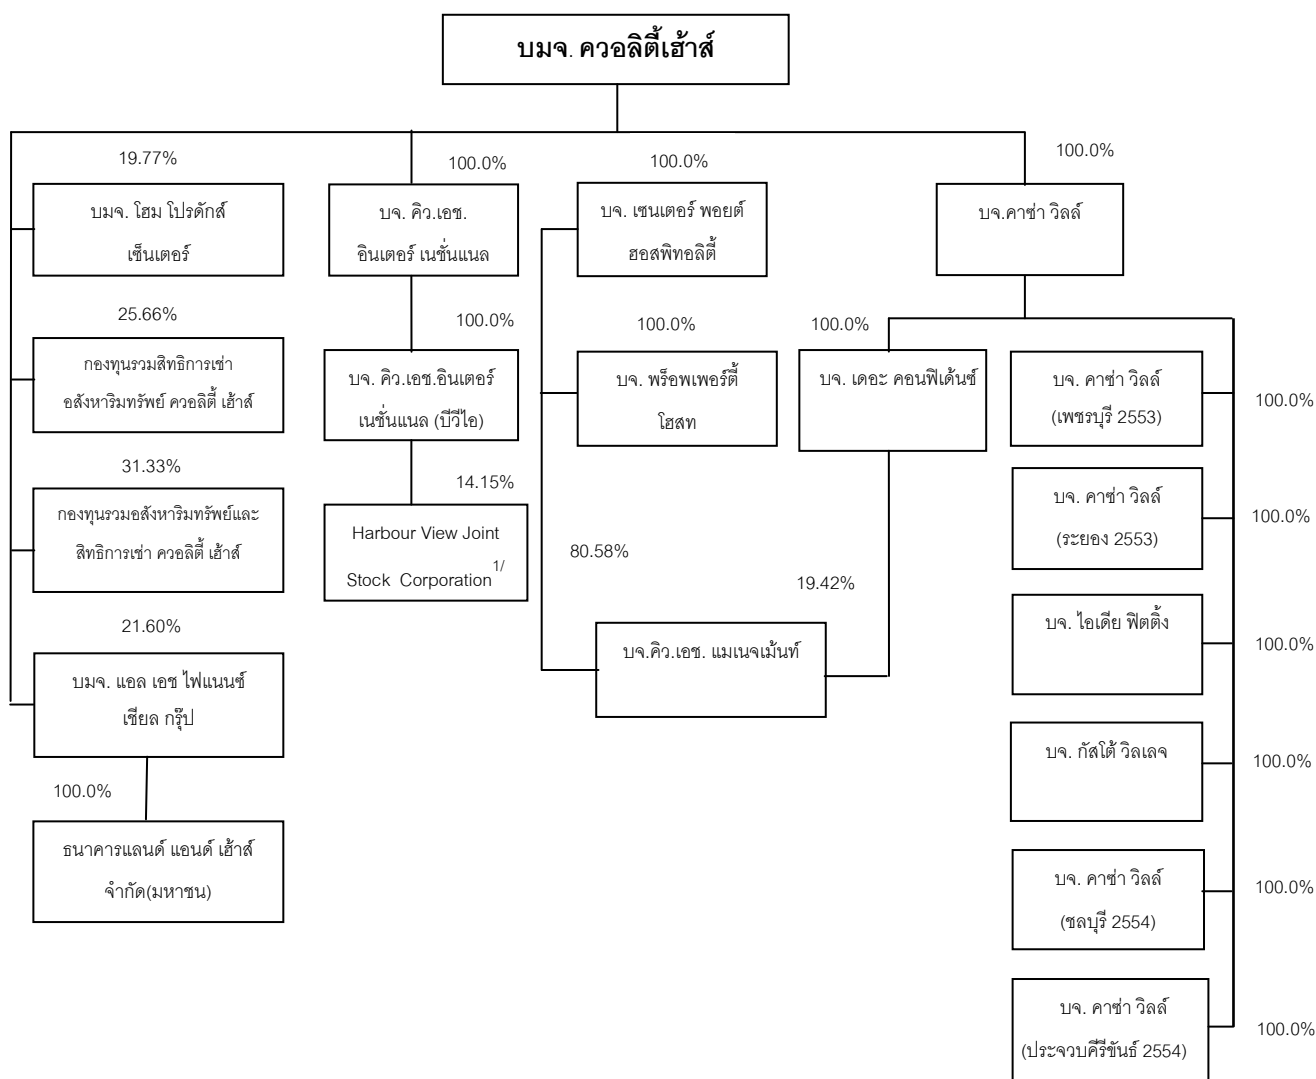 บมจ. ควอลิตี้เฮ้าส์
19.77%
บมจ. โฮม โปรดักส์
เซ็นเตอร์
25.66%
กองทุนรวมสิทธิการเช่า
อสังหาริมทรัพย์ ควอลิตี้ เฮ้าส์
31.33%
กองทุนรวมอสังหาริมทรัพย์และ
สิทธิการเช่า ควอลิตี้ เฮ้าส์
21.60%
บมจ. แอล เอช ไฟแนนซ์
เชียล กรุ๊ป
100.0%
ธนาคารแลนด์ แอนด์ เฮ้าส์
จำกัด(มหาชน)
100.0%
บจ. คิว.เอช.
อินเตอร์ เนชั่นแนล
100.0%
บจ. คิว.เอช.อินเตอร์
เนชั่นแนล (บีวีไอ)
14.15%
Harbour View Joint
Stock Corporation 1/
100.0%
บจ. เซนเตอร์ พอยต์
ฮอสพิทอลิตี้
100.0%
บจ. พร็อพเพอร์ตี้
โฮสท
80.58%
บจ.คิว.เอช. แมเนจเม้นท์
19.42%
100.0%
บจ.คาซ่า วิลล์
100.0%
บจ. เดอะ คอนฟิเด้นซ์
บจ. คาซ่า วิลล์
(เพชรบุรี 2553)
100.0%
บจ. คาซ่า วิลล์
(ระยอง 2553)
100.0%
บจ. ไอเดีย ฟิตติ้ง
100.0%
บจ. กัสโต้ วิลเลจ
100.0%
บจ. คาซ่า วิลล์
(ชลบุรี 2554)
100.0%
บจ. คาซ่า วิลล์
(ประจวบคีรีขันธ์ 2554)
100.0%